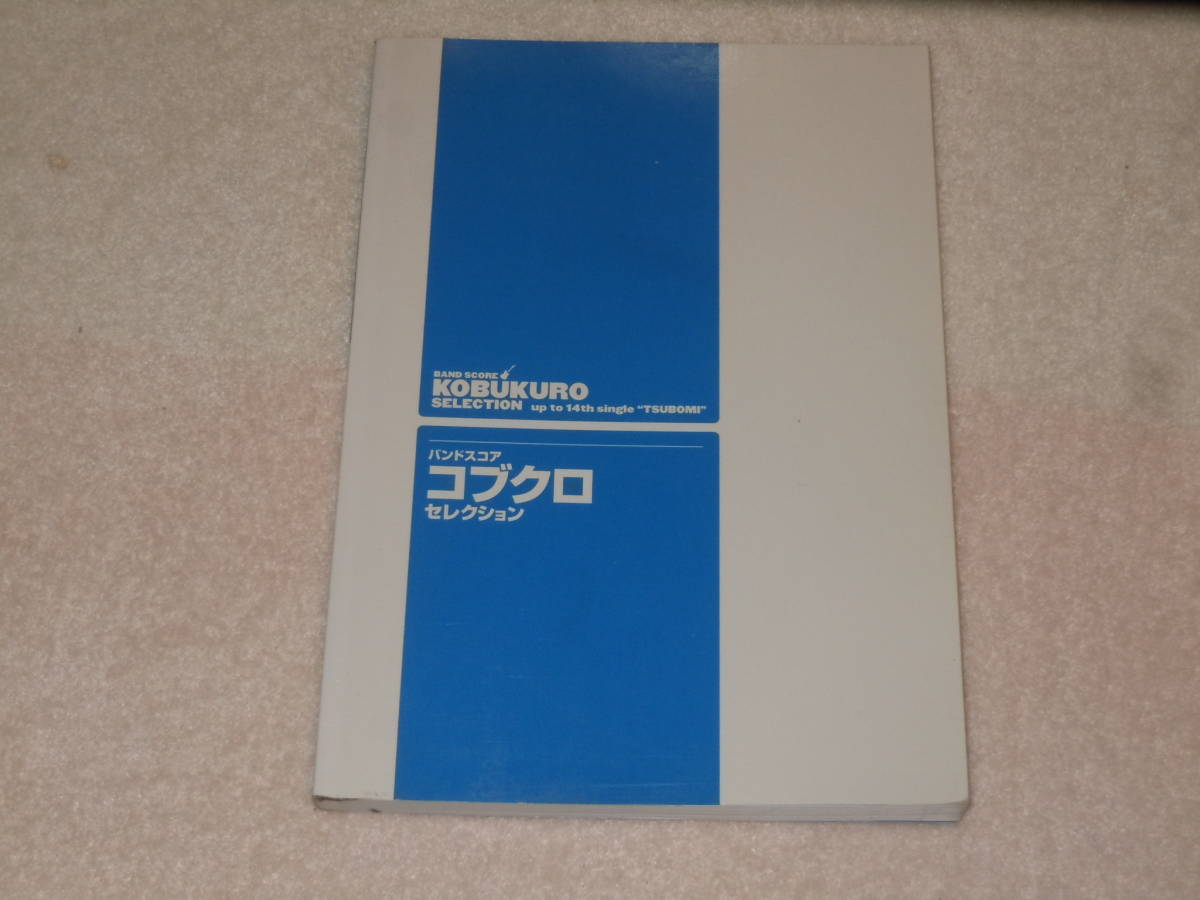 BAND SCORE
KOBUKURO
SELECTION up to 14th single "TSUBOMI"
バンドスコア
コブクロ
セレクション